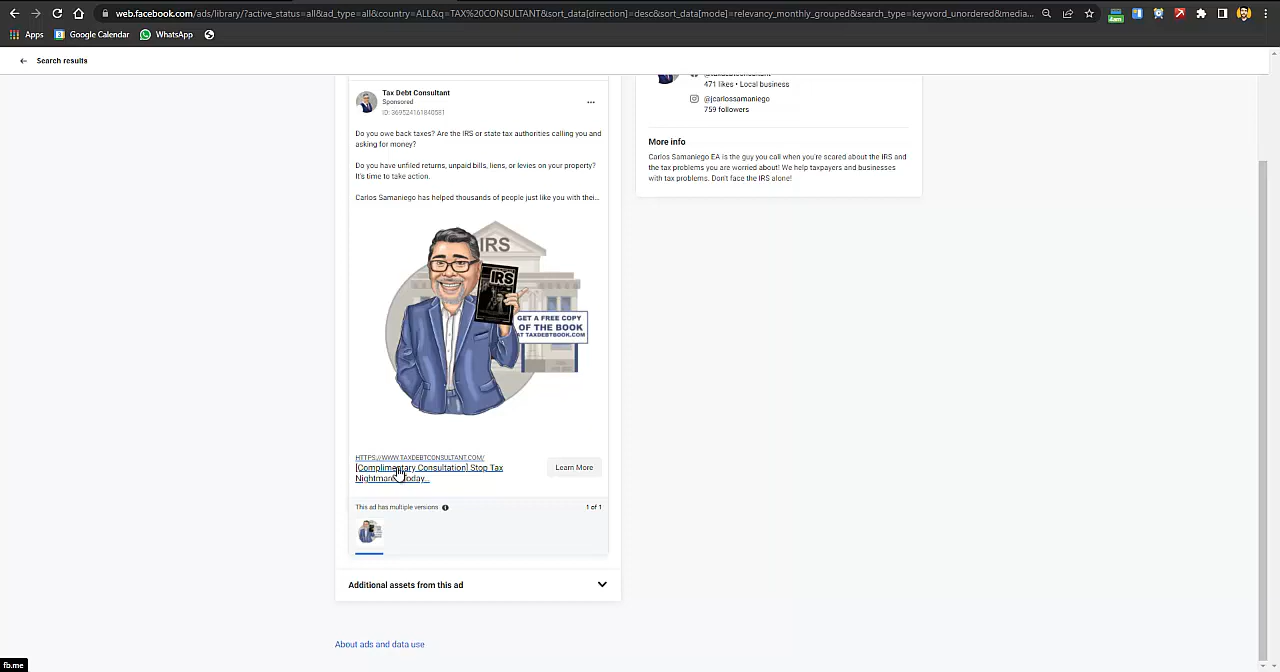 web.facebook.com/ads/library/?active_status=all&ad_type=all&country=ALL&q=TAX%20CONSULTANT&sort_data[direction]=desc&sort_data[mode]=relevancy_monthly_grouped&search_type=keyword_unordered&media...
Apps Google Calendar WhatsApp
Search results
Tax Debt Consultant
Sponsored
ID: 369524161840581
Do you owe back taxes? Are the IRS or state tax authorities calling you and
asking for money?
Do you have unfiled returns, unpaid bills, liens, or levies on your property?
It's time to take action.
Carlos Samaniego has helped thousands of people just like you with thei...
IRS
IRS
GET A FREE COPY
OF THE BOOK
AT TAXDEBTBOOK.COM
HTTPS://WWW.TAXDEBTCONSULTANT.COM/
[Complimentary Consultation] Stop Tax
Nightmares Today...
Learn More
This ad has multiple versions
1 of 1
Additional assets from this ad
About ads and data use
@taxdebtconsultant
471 likes • Local business
@jcarlossamaniego
759 followers
More info
Carlos Samaniego EA is the guy you call when you're scared about the IRS and
the tax problems you are worried about! We help taxpayers and businesses
with tax problems. Don't face the IRS alone!
fb.me